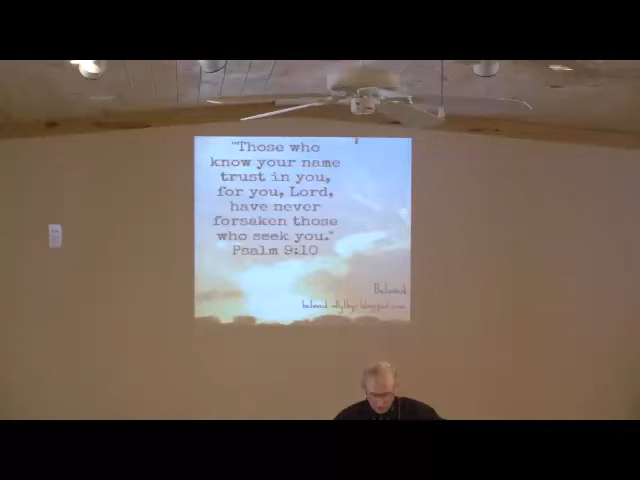 "Those who
know your name
trust in you,
for you, Lord,
have never
forsaken those
who seek you."
Psalm 9:10
Beloved